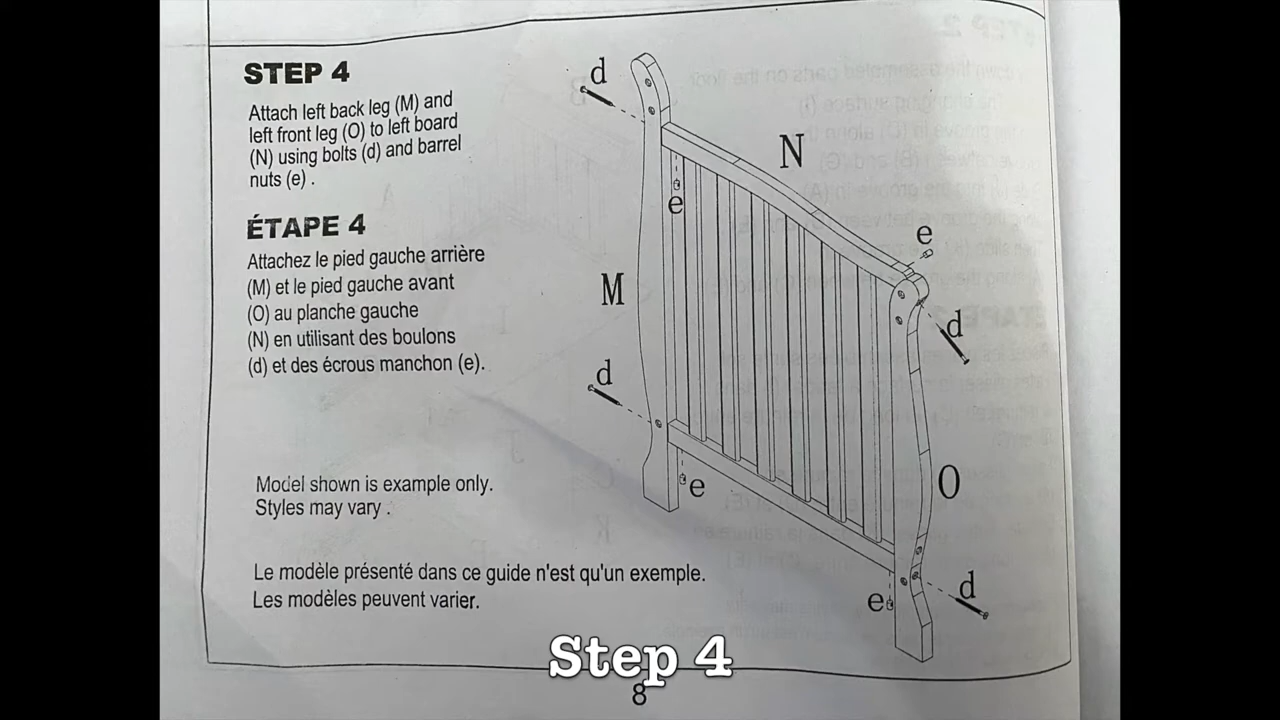 STEP 4
Attach left back leg (M) and
left front leg (O) to left board
(N) using bolts (d) and barrel
nuts (e) .
ÉTAPE 4
Attachez le pied gauche arrière
(M) et le pied gauche avant
(O) au planche gauche
(N) en utilisant des boulons
(d) et des écrous manchon (e).
Model shown is example only.
Styles may vary .
Le modèle présenté dans ce guide n'est qu'un exemple.
Les modèles peuvent varier.
d
N
e
e
M
d
d
O
e
d
e
Step 4
8